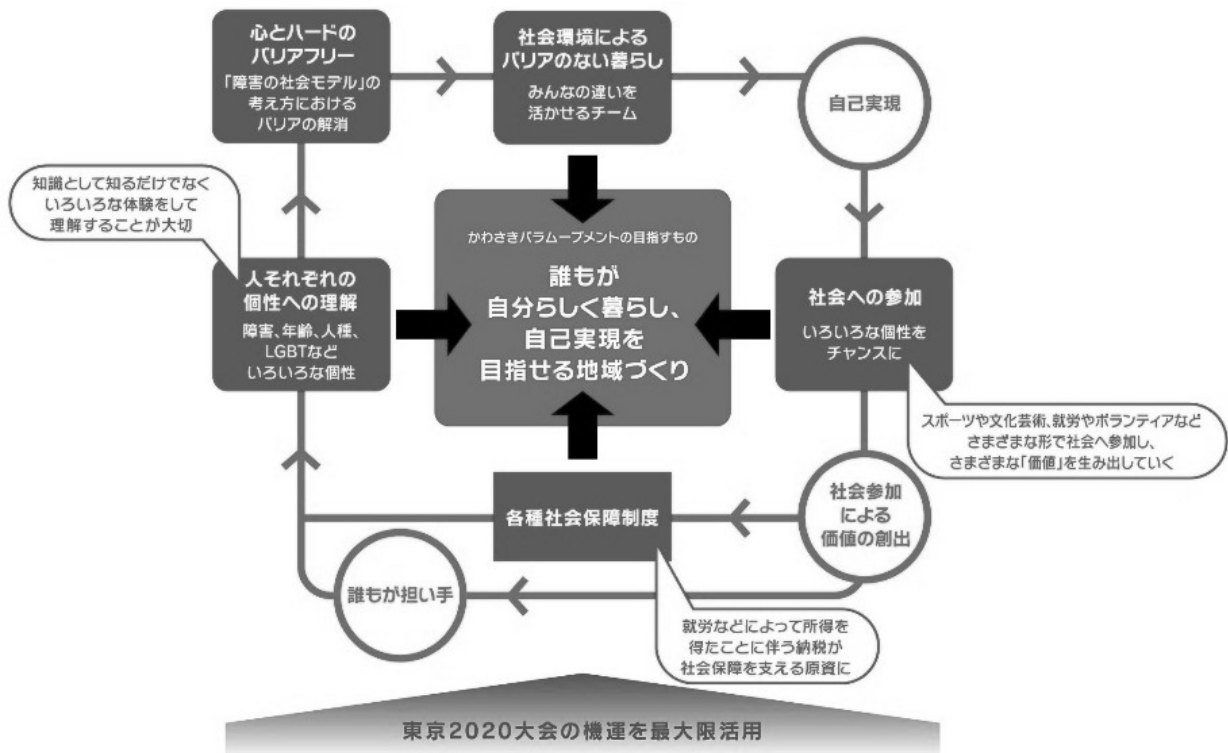 心とハードの
バリアフリー
「障害の社会モデル」の
考え方における
バリアの解消
社会環境による
バリアのない暮らし
みんなの違いを
活かせるチーム
自己実現
知識として知るだけでなく
いろいろな体験をして
理解することが大切
かわさきパラムーブメントの目指すもの
誰もが
自分らしく暮らし、
自己実現を
目指せる地域づくり
人それぞれの
個性への理解
障害、年齢、人種、
LGBTなど
いろいろな個性
社会への参加
いろいろな個性を
チャンスに
スポーツや文化芸術、就労やボランティアなど
さまざまな形で社会へ参加し、
さまざまな「価値」を生み出していく
社会参加
による
価値の創出
各種社会保障制度
誰もが担い手
就労などによって所得を
得たことに伴う納税が
社会保障を支える原資に
東京2020大会の機運を最大限活用